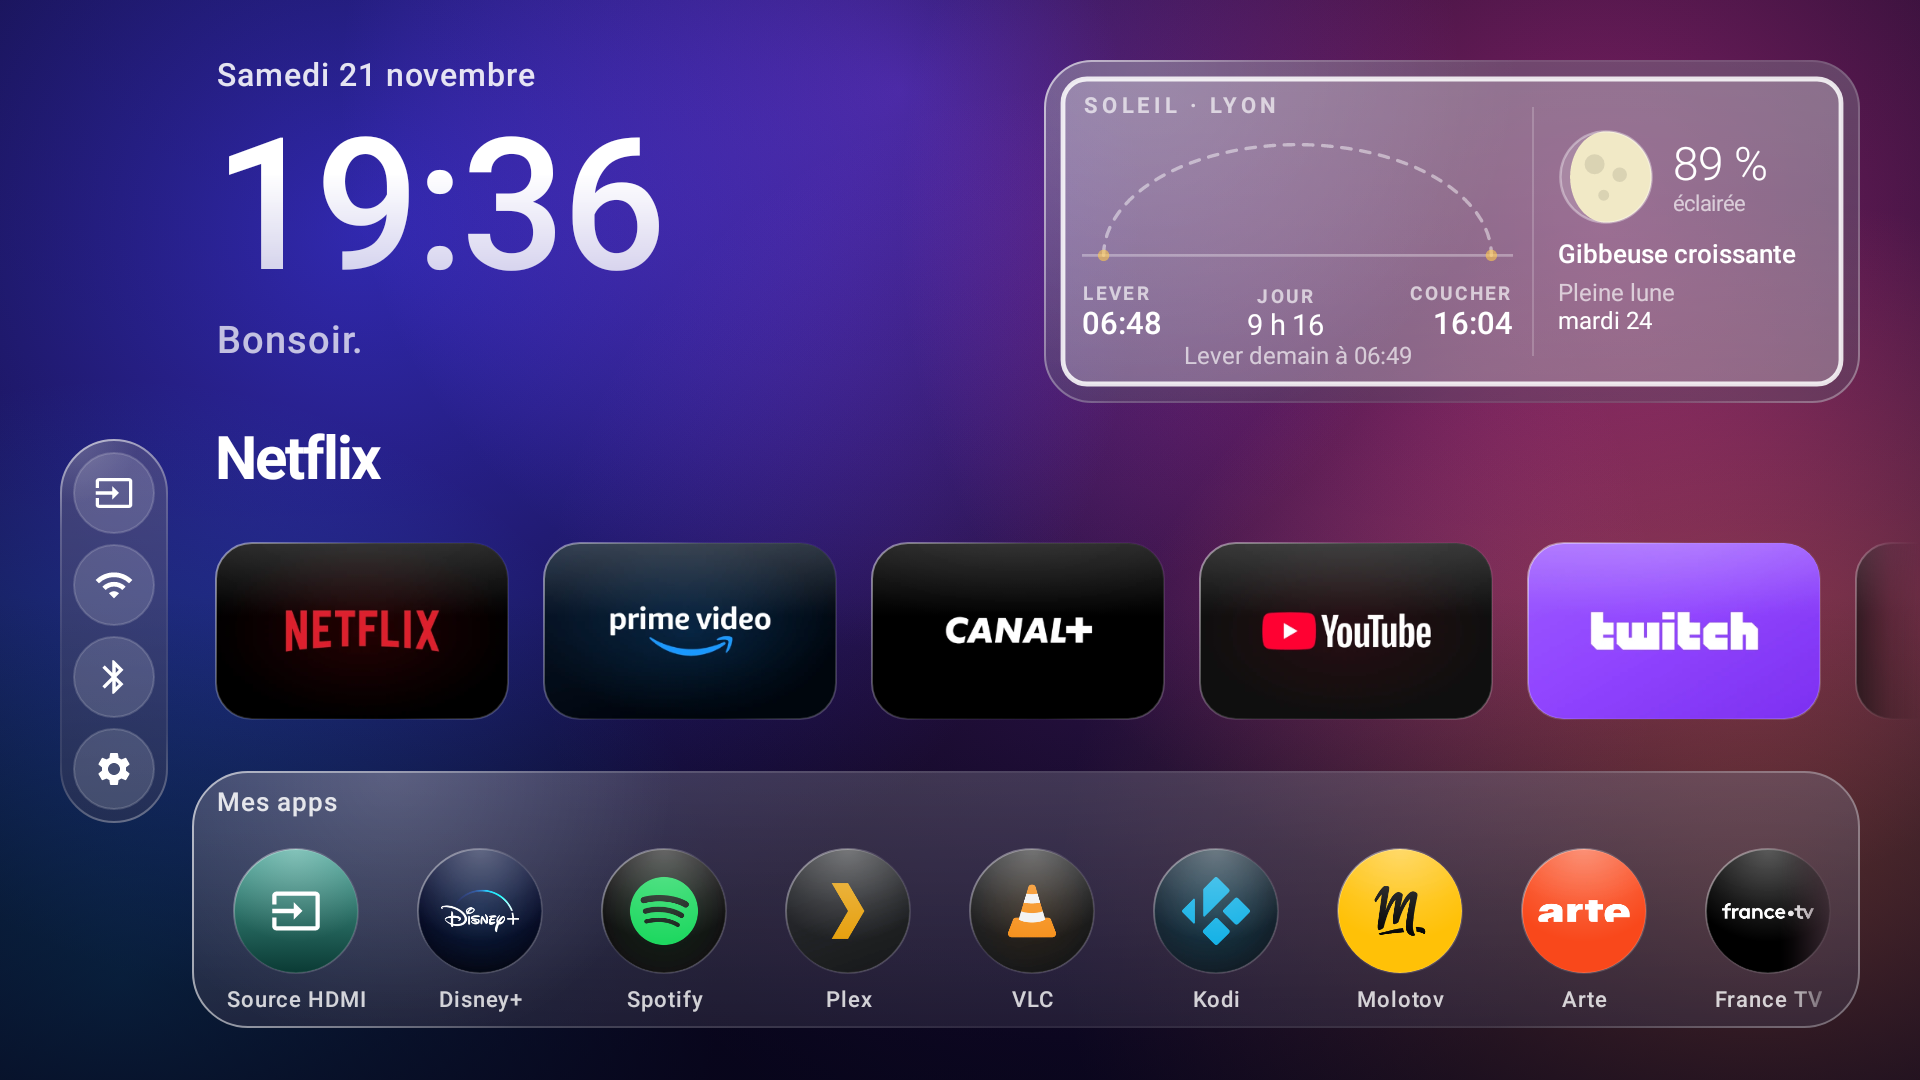 Samedi 21 novembre
19:36
Bonsoir.
SOLEIL · LYON
LEVER
06:48
JOUR
9 h 16
COUCHER
16:04
Lever demain à 06:49
89 %
éclairée
Gibbeuse croissante
Pleine lune
mardi 24
Netflix
NETFLIX
prime video
CANAL+
YouTube
twitch
Mes apps
Disney+
M.
arte
france•tv
Source HDMI
Disney+
Spotify
Plex
VLC
Kodi
Molotov
Arte
France TV